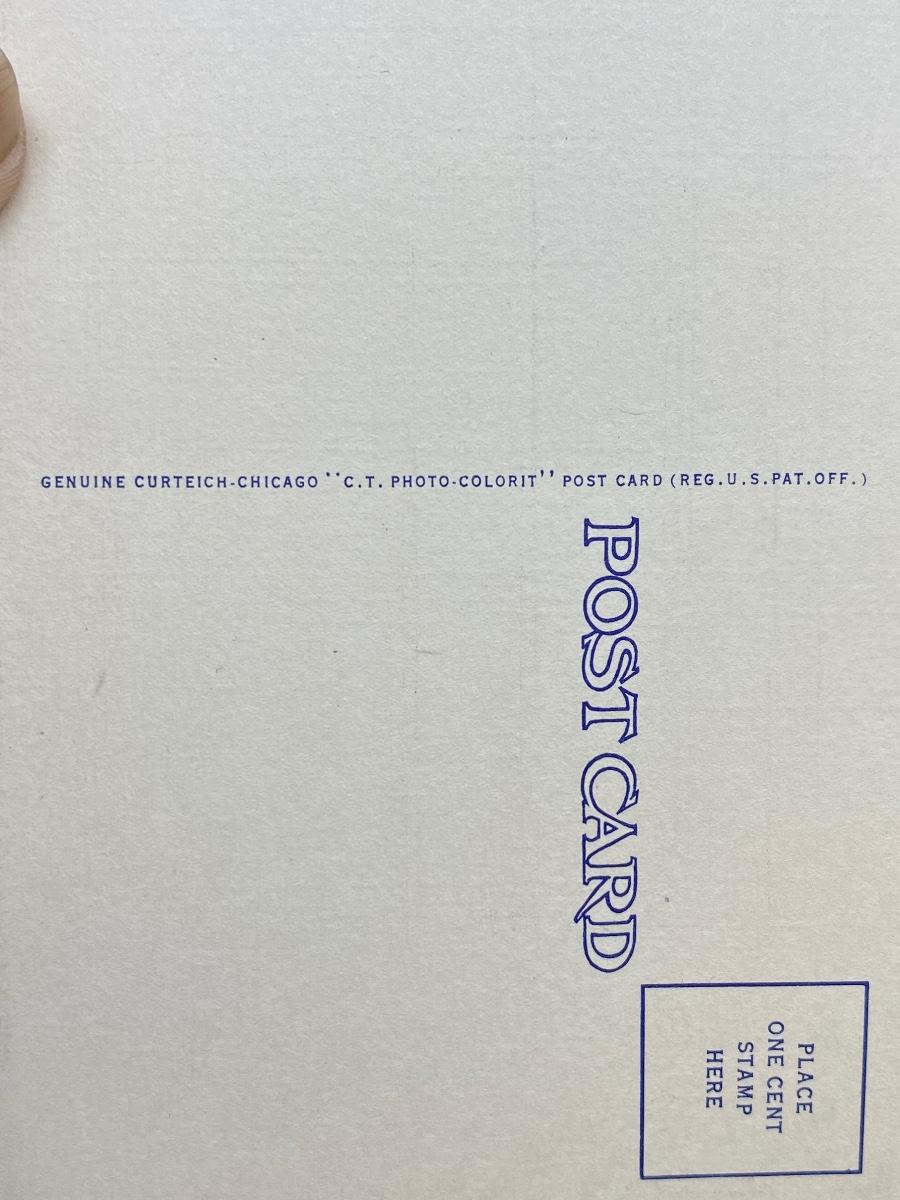 GENUINE CURTEICH-CHICAGO "C.T. PHOTO-COLORIT" POST CARD (REG.U.S.PAT.OFF.)
POST CARD
PLACE
ONE CENT
STAMP
HERE